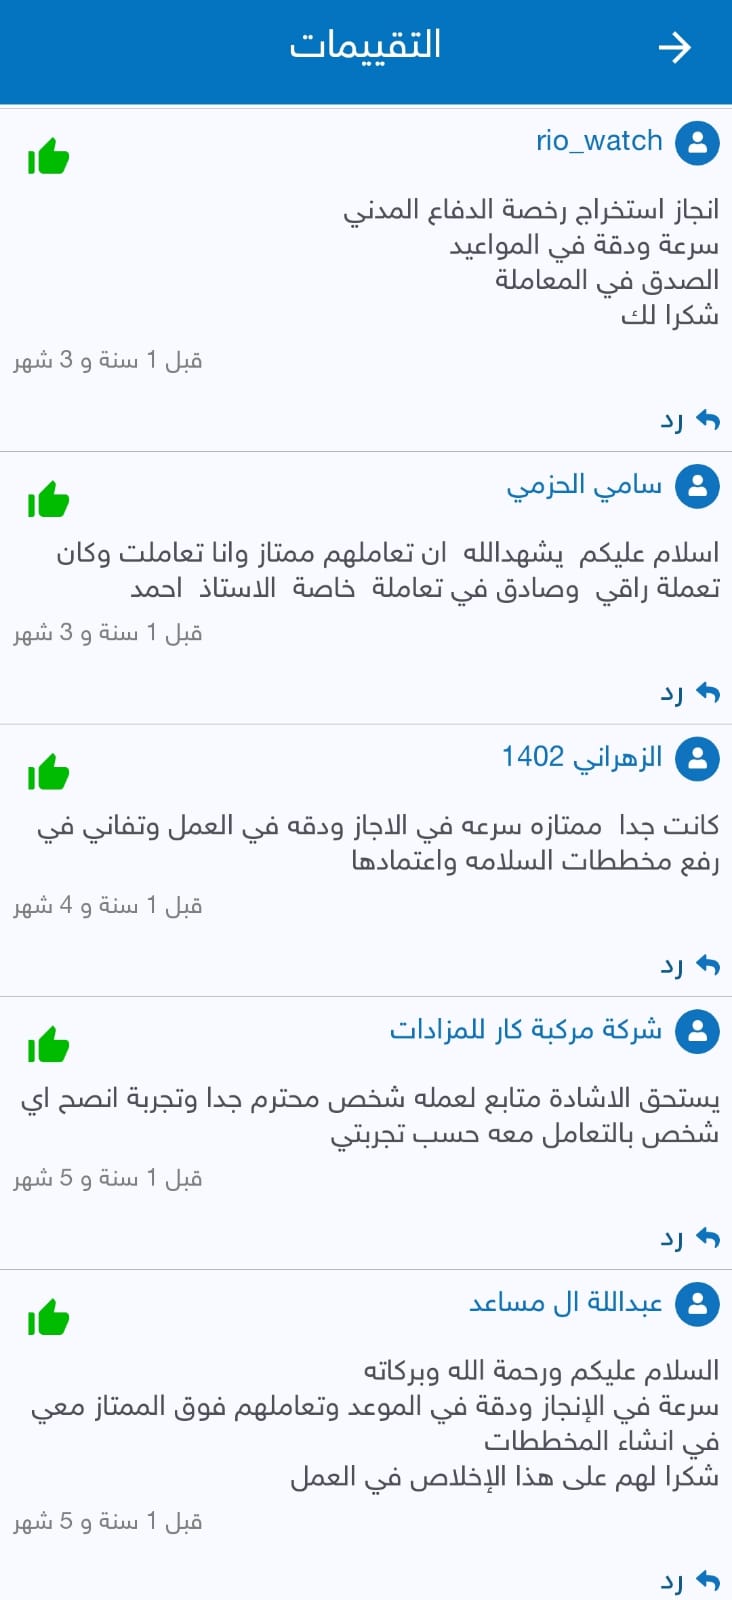 التقييمات
rio_watch
انجاز استخراج رخصة الدفاع المدني
سرعة ودقة في المواعيد
الصدق في المعاملة
شكرا لك
قبل 1 سنة و 3 شهر
رد
سامي الحزمي
اسلام عليكم يشهدالله ان تعاملهم ممتاز وانا تعاملت وكان
تعملة راقي وصادق في تعاملة خاصة الاستاذ احمد
قبل 1 سنة و 3 شهر
رد
الزهراني 1402
كانت جدا ممتازه سرعه في الاجاز ودقه في العمل وتفاني في
رفع مخططات السلامه واعتمادها
قبل 1 سنة و 4 شهر
رد
شركة مركبة كار للمزادات
يستحق الاشادة متابع لعمله شخص محترم جدا وتجربة انصح اي
شخص بالتعامل معه حسب تجربتي
قبل 1 سنة و 5 شهر
رد
عبداللة ال مساعد
السلام عليكم ورحمة الله وبركاته
سرعة في الإنجاز ودقة في الموعد وتعاملهم فوق الممتاز معي
في انشاء المخططات
شكرا لهم على هذا الإخلاص في العمل
قبل 1 سنة و 5 شهر
رد